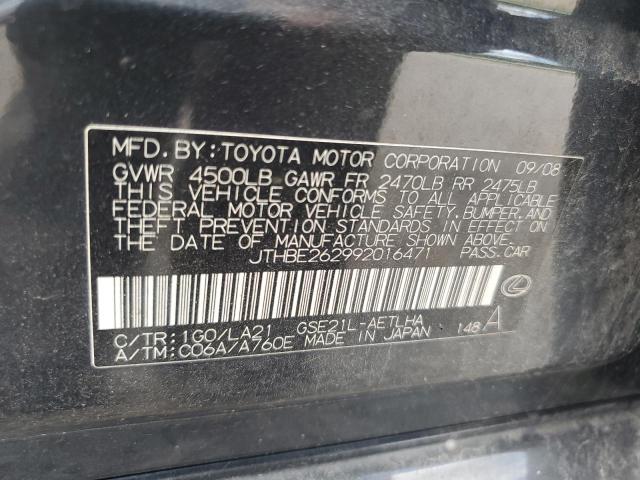 MFD. BY: TOYOTA MOTOR CORPORATION 09/08
GVWR 4500LB GAWR FR 2470LB RR 2475LB
THIS VEHICLE CONFORMS TO ALL APPLICABLE
FEDERAL MOTOR VEHICLE SAFETY, BUMPER, AND
THEFT PREVENTION STANDARDS IN EFFECT ON
THE DATE OF MANUFACTURE SHOWN ABOVE.
JTHBE262992016471 PASS. CAR
C/TR: 1G0/LA21 GSE21L-AETLHA
A/TM: C06A/A760E MADE IN JAPAN 148 A